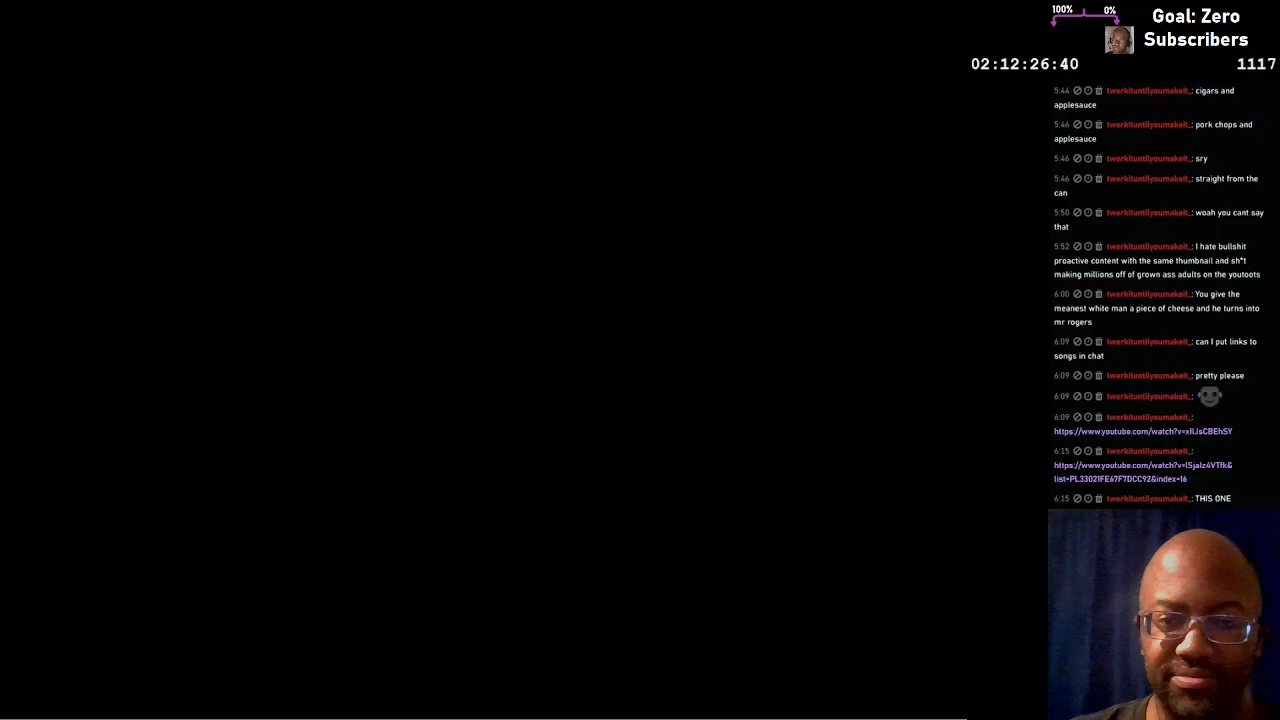 100%
0%
Goal: Zero
Subscribers
02:12:26:40
1117
5:44 twerkituntilyoumakeit_: cigars and
applesauce
5:46 twerkituntilyoumakeit_: pork chops and
applesauce
5:46 twerkituntilyoumakeit_: sry
5:46 twerkituntilyoumakeit_: straight from the
can
5:50 twerkituntilyoumakeit_: woah you cant say
that
5:52 twerkituntilyoumakeit_: I hate bullshit
proactive content with the same thumbnail and sh*t
making millions off of grown ass adults on the youtoots
6:00 twerkituntilyoumakeit_: You give the
meanest white man a piece of cheese and he turns into
mr rogers
6:09 twerkituntilyoumakeit_: can I put links to
songs in chat
6:09 twerkituntilyoumakeit_: pretty please
6:09 twerkituntilyoumakeit_:
6:09 twerkituntilyoumakeit_:
6:15 twerkituntilyoumakeit_:
6:15 twerkituntilyoumakeit_: THIS ONE